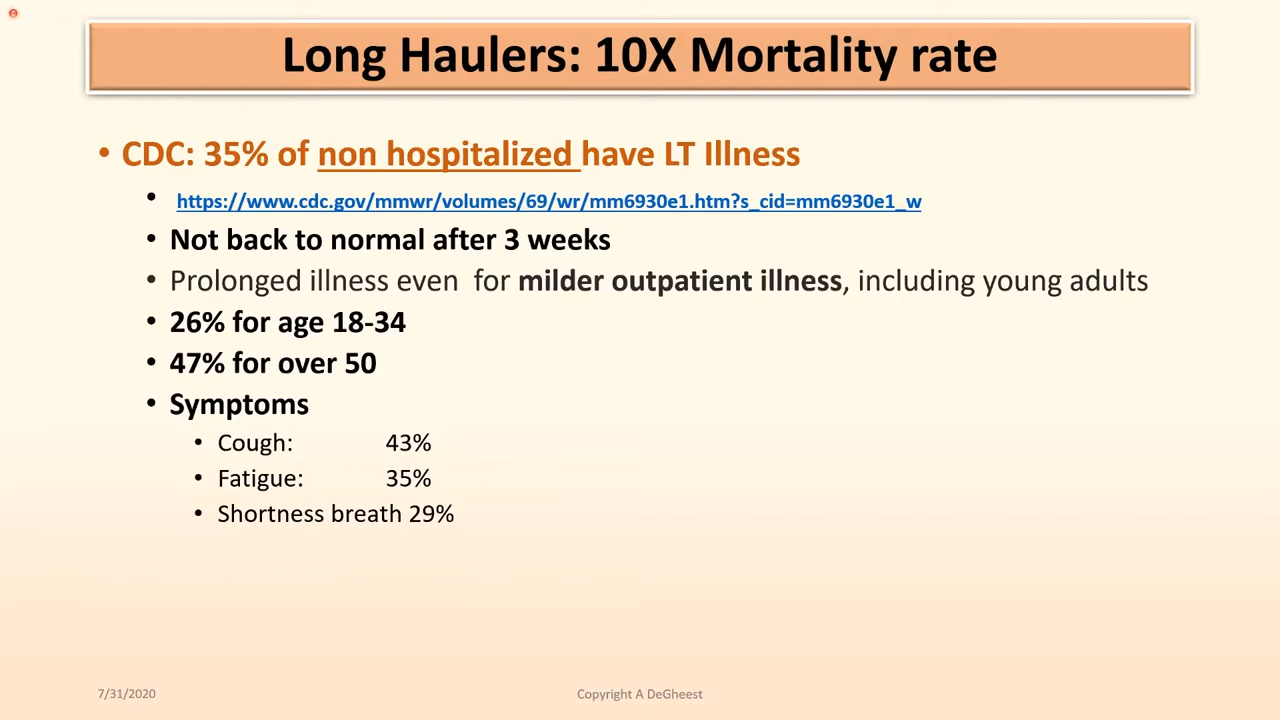 Long Haulers: 10X Mortality rate
• CDC: 35% of non hospitalized have LT Illness
• https://www.cdc.gov/mmwr/volumes/69/wr/mm6930e1.htm?s_cid=mm6930e1_w
• Not back to normal after 3 weeks
• Prolonged illness even  for milder outpatient illness, including young adults
• 26% for age 18-34
• 47% for over 50
• Symptoms
• Cough: 43%
• Fatigue: 35%
• Shortness breath 29%
7/31/2020 Copyright A DeGheest